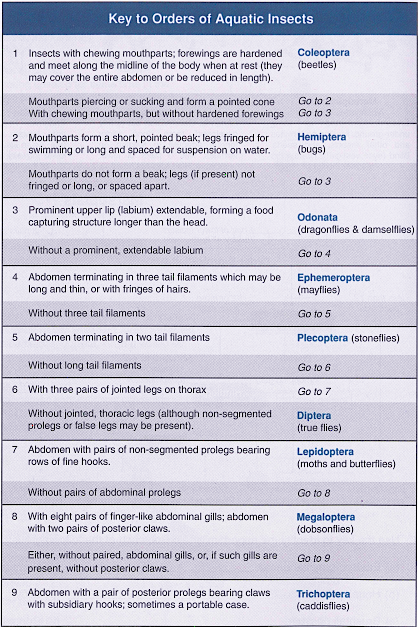 Key to Orders of Aquatic Insects
1 Insects with chewing mouthparts; forewings are hardened Coleoptera
and meet along the midline of the body when at rest (they (beetles)
may cover the entire abdomen or be reduced in length).
Mouthparts piercing or sucking and form a pointed cone Go to 2
With chewing mouthparts, but without hardened forewings Go to 3
2 Mouthparts form a short, pointed beak; legs fringed for Hemiptera
swimming or long and spaced for suspension on water. (bugs)
Mouthparts do not form a beak; legs (if present) not Go to 3
fringed or long, or spaced apart.
3 Prominent upper lip (labium) extendable, forming a food Odonata
capturing structure longer than the head. (dragonflies & damselflies)
Without a prominent, extendable labium Go to 4
4 Abdomen terminating in three tail filaments which may be Ephemeroptera
long and thin, or with fringes of hairs. (mayflies)
Without three tail filaments Go to 5
5 Abdomen terminating in two tail filaments Plecoptera (stoneflies)
Without long tail filaments Go to 6
6 With three pairs of jointed legs on thorax Go to 7
Without jointed, thoracic legs (although non-segmented Diptera
prolegs or false legs may be present). (true flies)
7 Abdomen with pairs of non-segmented prolegs bearing Lepidoptera
rows of fine hooks. (moths and butterflies)
Without pairs of abdominal prolegs Go to 8
8 With eight pairs of finger-like abdominal gills; abdomen Megaloptera
with two pairs of posterior claws. (dobsonflies)
Either, without paired, abdominal gills, or, if such gills are Go to 9
present, without posterior claws.
9 Abdomen with a pair of posterior prolegs bearing claws Trichoptera
with subsidiary hooks; sometimes a portable case. (caddisflies)